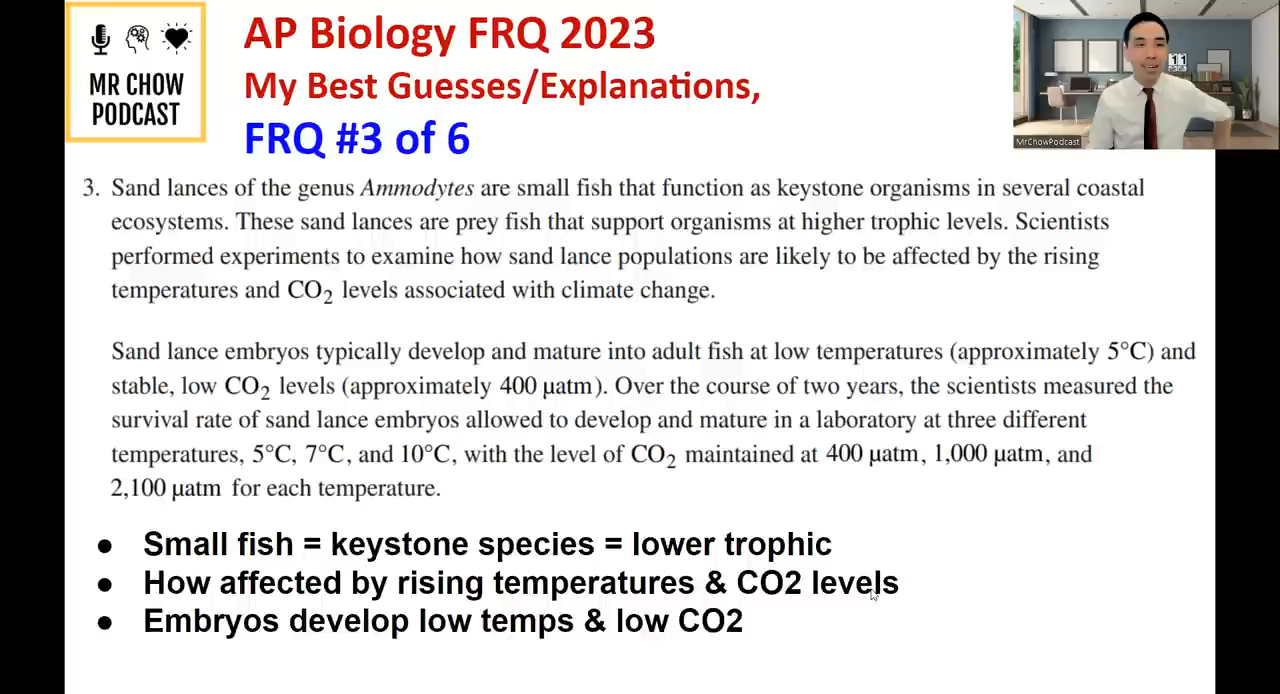 MR CHOW
PODCAST
AP Biology FRQ 2023
My Best Guesses/Explanations,
FRQ #3 of 6
11
MrChowPodcast
3. Sand lances of the genus Ammodytes are small fish that function as keystone organisms in several coastal
ecosystems. These sand lances are prey fish that support organisms at higher trophic levels. Scientists
performed experiments to examine how sand lance populations are likely to be affected by the rising
temperatures and CO₂ levels associated with climate change.
Sand lance embryos typically develop and mature into adult fish at low temperatures (approximately 5°C) and
stable, low CO₂ levels (approximately 400 µatm). Over the course of two years, the scientists measured the
survival rate of sand lance embryos allowed to develop and mature in a laboratory at three different
temperatures, 5°C, 7°C, and 10°C, with the level of CO₂ maintained at 400 µatm, 1,000 µatm, and
2,100 µatm for each temperature.
● Small fish = keystone species = lower trophic
● How affected by rising temperatures & CO2 levels
● Embryos develop low temps & low CO2